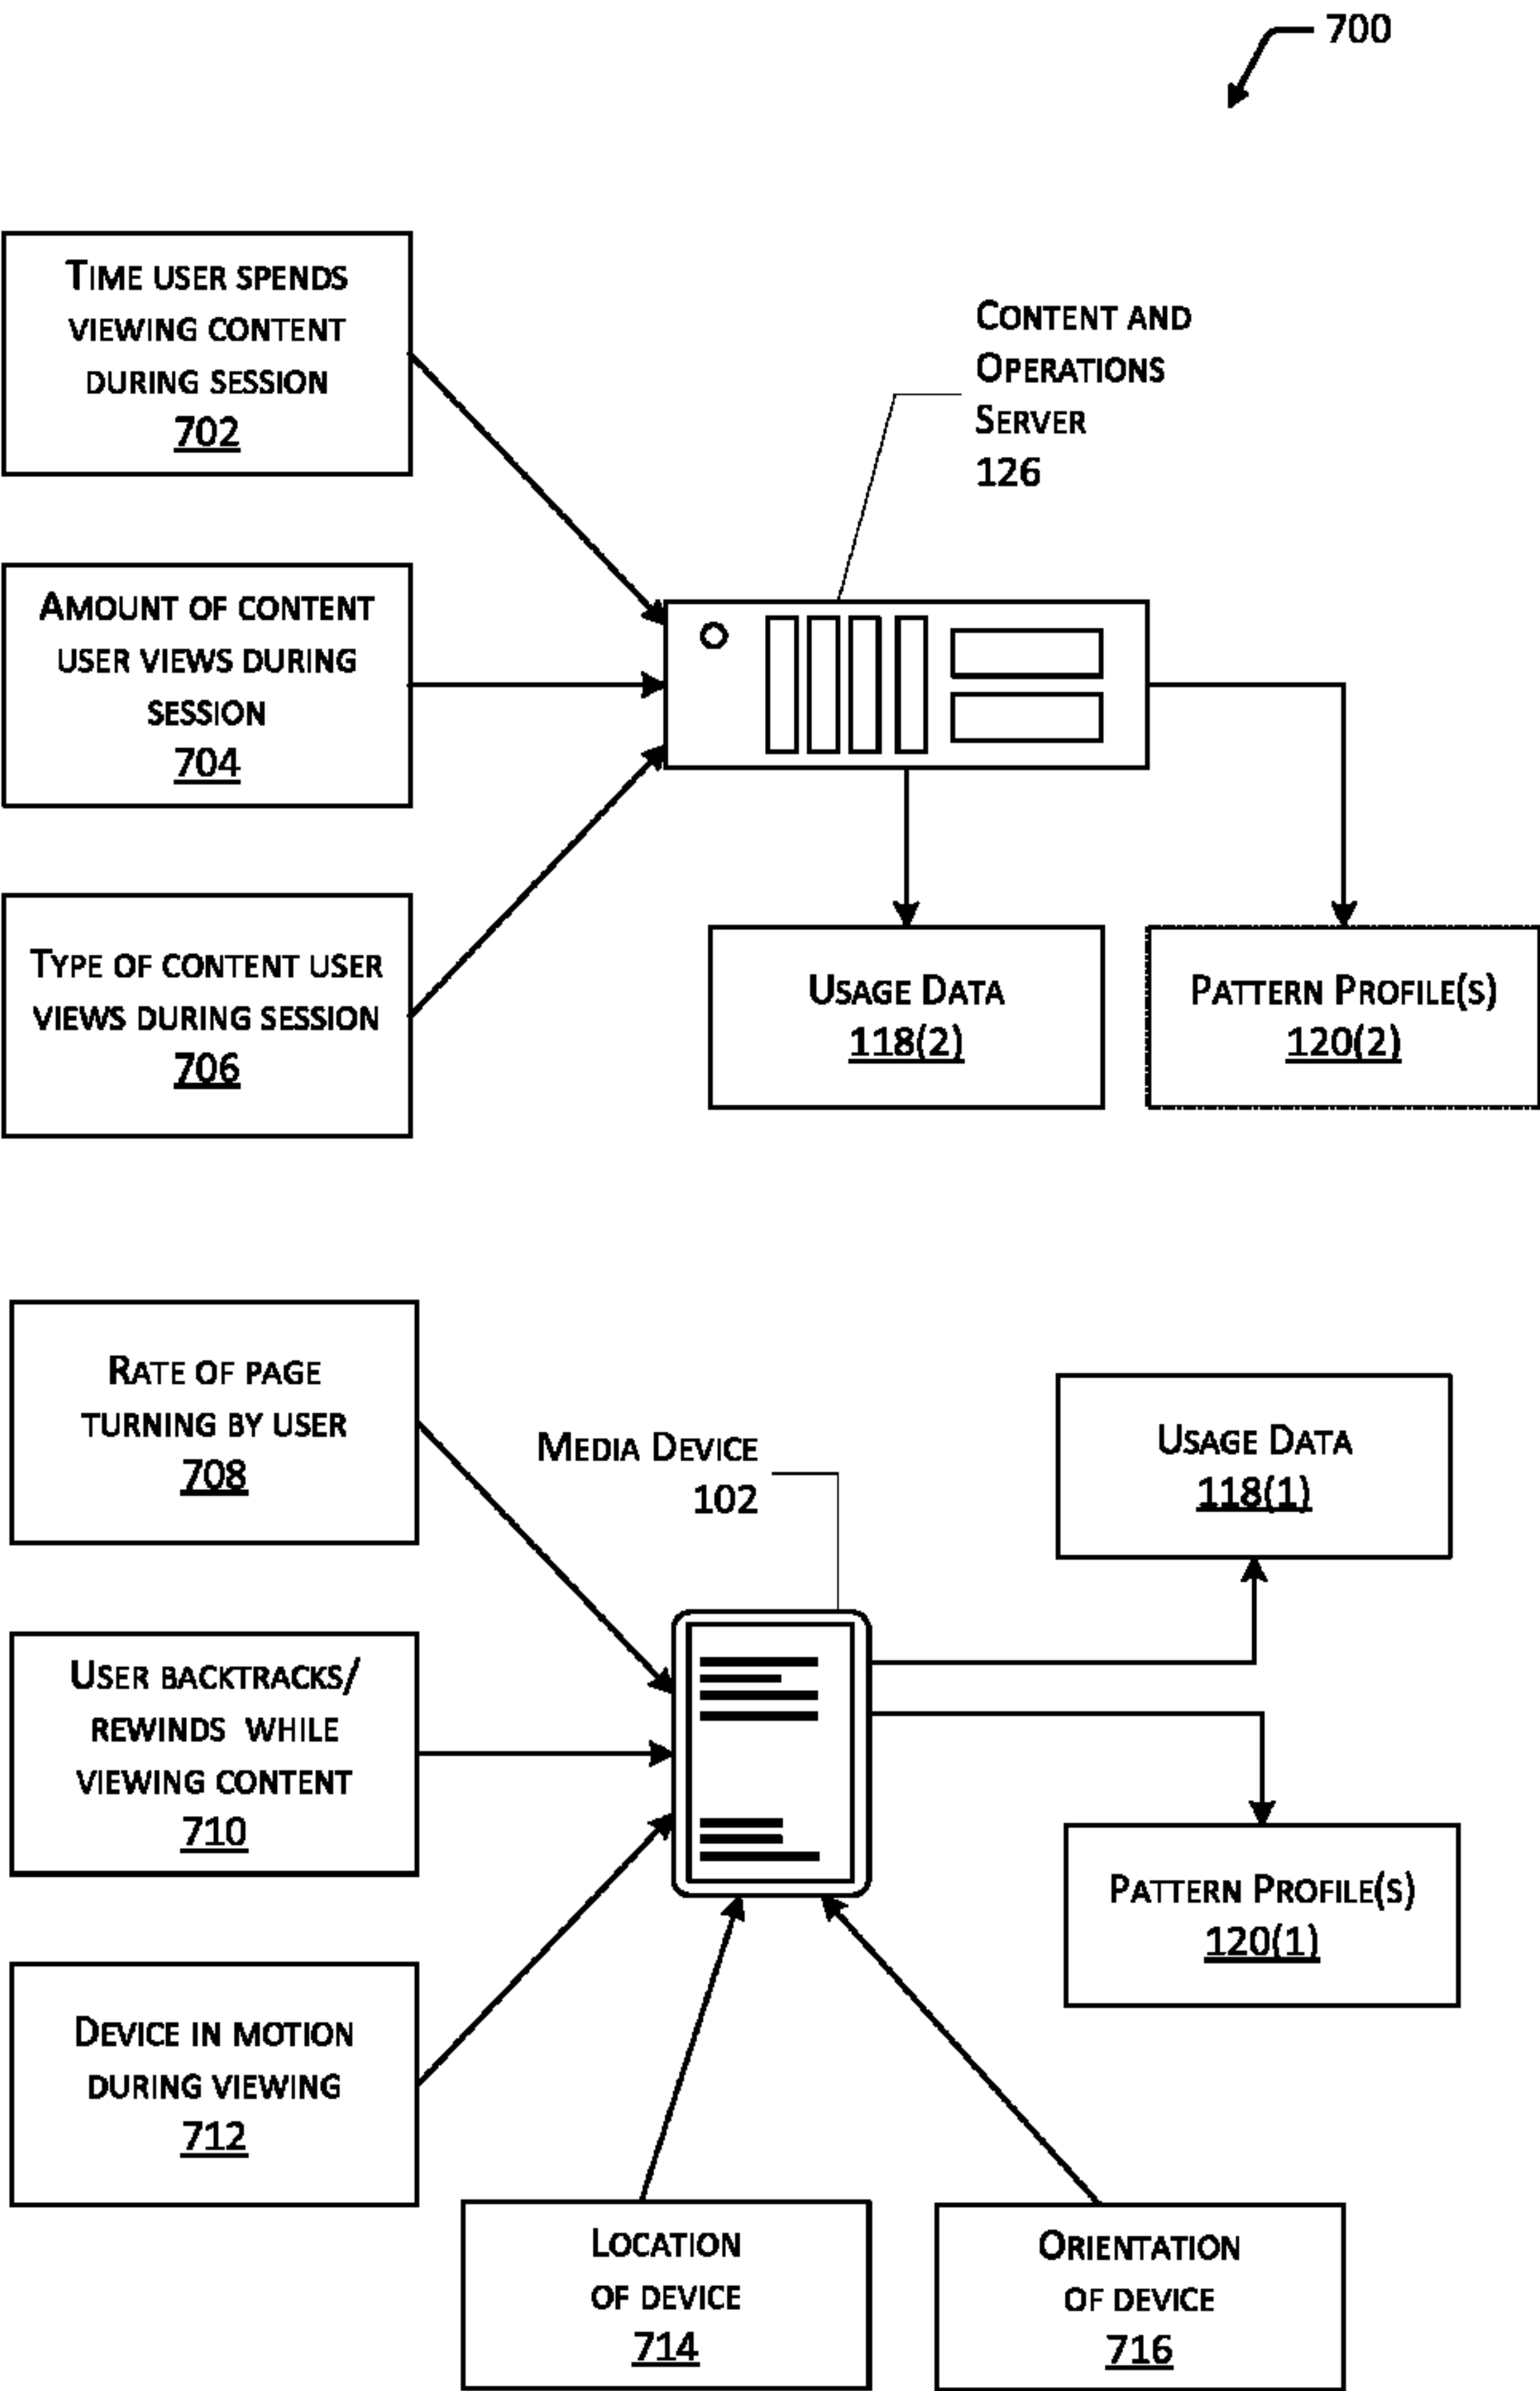 700
TIME USER SPENDS
VIEWING CONTENT
DURING SESSION
702
CONTENT AND
OPERATIONS
SERVER
126
AMOUNT OF CONTENT
USER VIEWS DURING
SESSION
704
TYPE OF CONTENT USER
VIEWS DURING SESSION
706
USAGE DATA
118(2)
PATTERN PROFILE(S)
120(2)
RATE OF PAGE
TURNING BY USER
708
MEDIA DEVICE
102
USAGE DATA
118(1)
USER BACKTRACKS/
REWINDS WHILE
VIEWING CONTENT
710
PATTERN PROFILE(S)
120(1)
DEVICE IN MOTION
DURING VIEWING
712
LOCATION
OF DEVICE
714
ORIENTATION
OF DEVICE
716